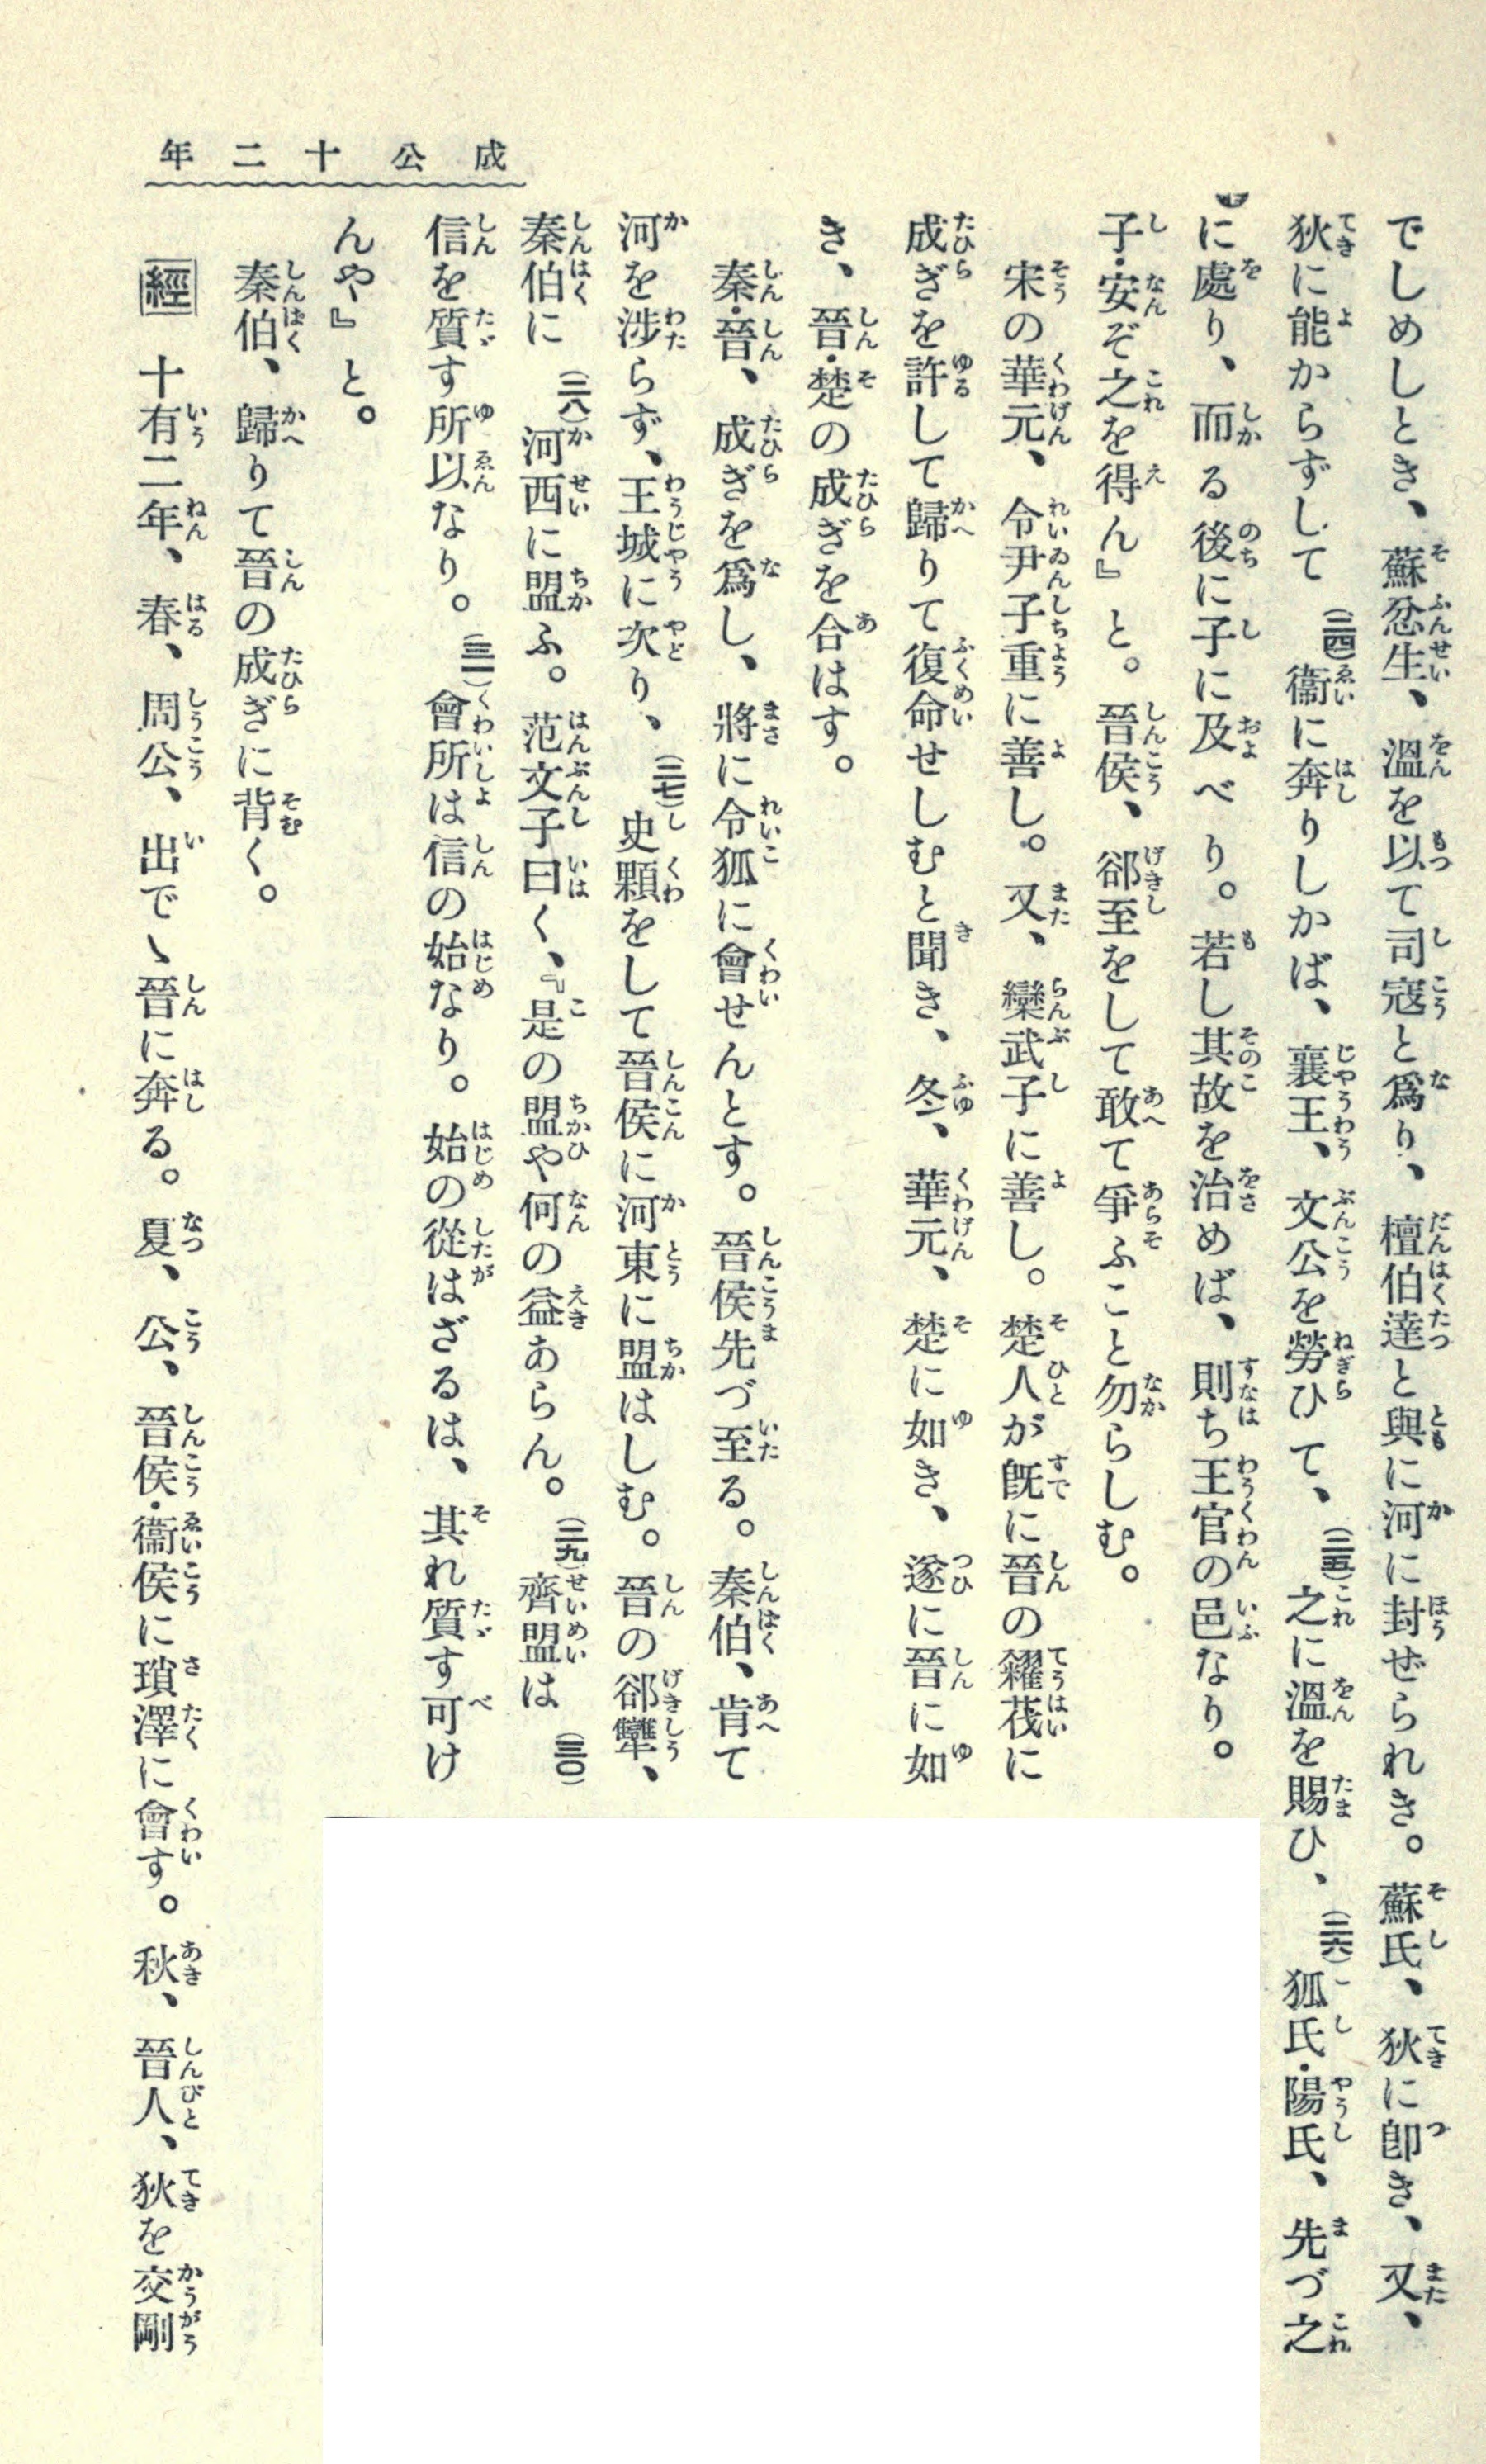 成公十二年
でしめしとき、蘇忿生、溫を以て司寇と爲り、檀伯達と與に河に封ぜられき。蘇氏、狄に卽き、又、
狄に能からずして(二四)衞に奔りしかば、襄王、文公を勞ひて、(二五)之に溫を賜ひ、(二六)狐氏・陽氏、先づ之
に處り、而る後に子に及べり。若し其故を治めば、則ち王官の邑なり。
子・安ぞ之を得ん』と。晉侯、郤至をして敢て爭ふこと勿らしむ。
宋の華元、令尹子重に善し。又、欒武子に善し。楚人が旣に晉の糴茷に
成ぎを許して歸りて復命せしむと聞き、冬、華元、楚に如き、遂に晉に如
き、晉・楚の成ぎを合はす。
秦・晉、成ぎを爲し、將に令狐に會せんとす。晉侯先づ至る。秦伯、肯て
河を涉らず、王城に次り、(二七)史顆をして晉侯に河東に盟はしむ。晉の郤犨、
秦伯に(二八)河西に盟ふ。范文子曰く、『是の盟や何の益あらん。(二九)齊盟は(三〇)
信を質す所以なり。(三一)會所は信の始なり。始の從はざるは、其れ質す可け
んや』と。
秦伯、歸りて晉の成ぎに背く。
經 十有二年、春、周公、出でゝ晉に奔る。夏、公、晉侯・衞侯に瑣澤に會す。秋、晉人、狄を交剛